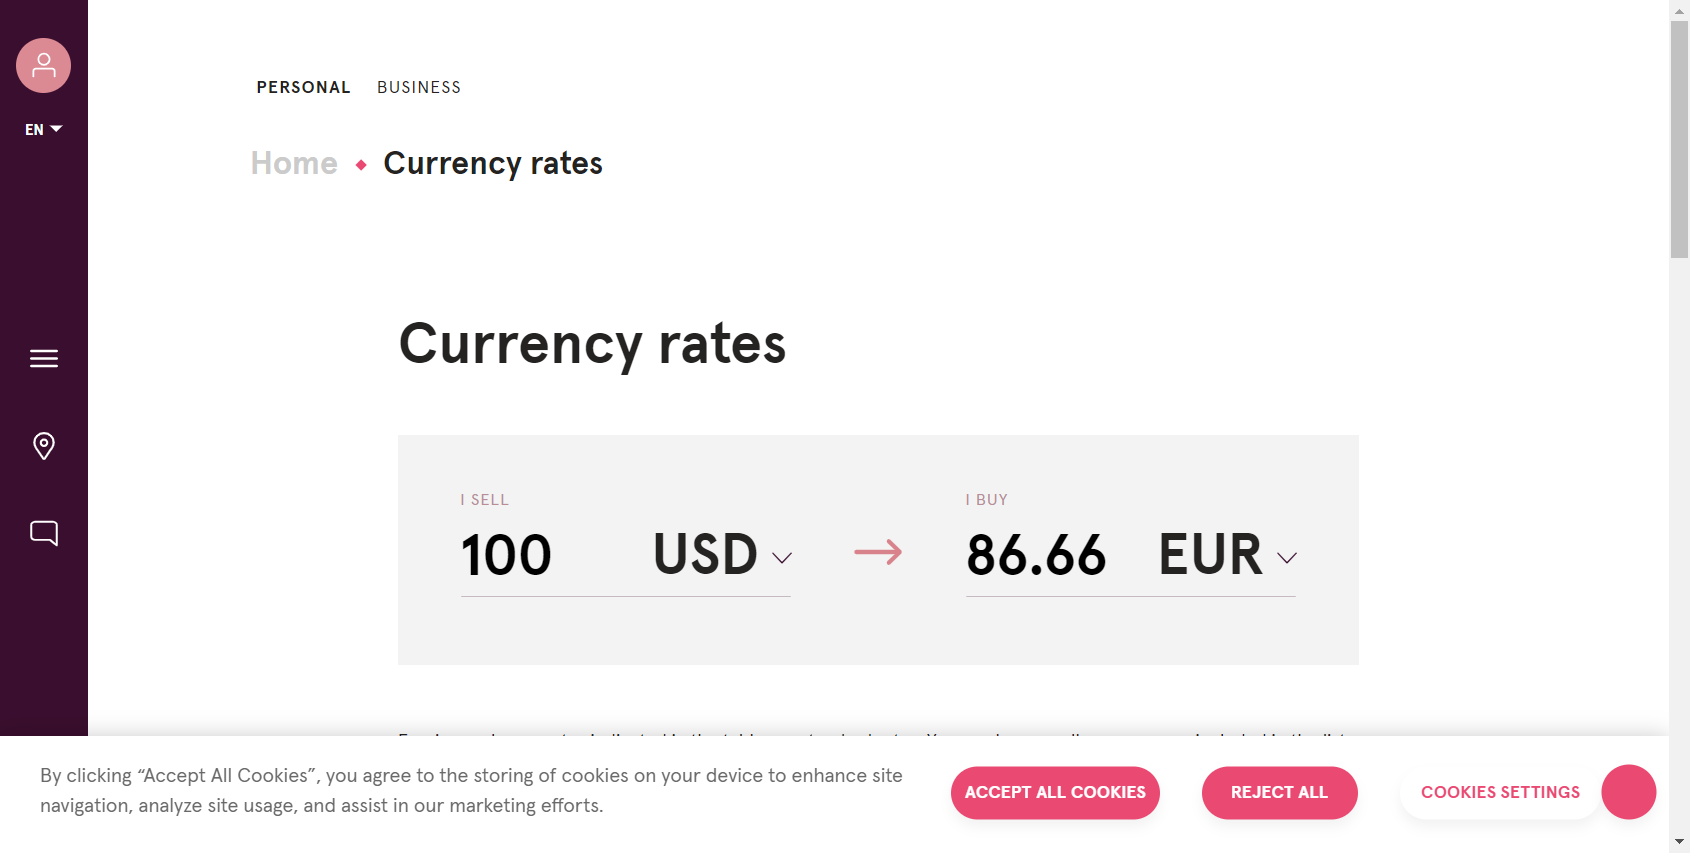 EN
PERSONAL BUSINESS
Home Currency rates
Currency rates
I SELL
100 USD
I BUY
86.66 EUR
By clicking “Accept All Cookies”, you agree to the storing of cookies on your device to enhance site
navigation, analyze site usage, and assist in our marketing efforts.
ACCEPT ALL COOKIES
REJECT ALL
COOKIES SETTINGS